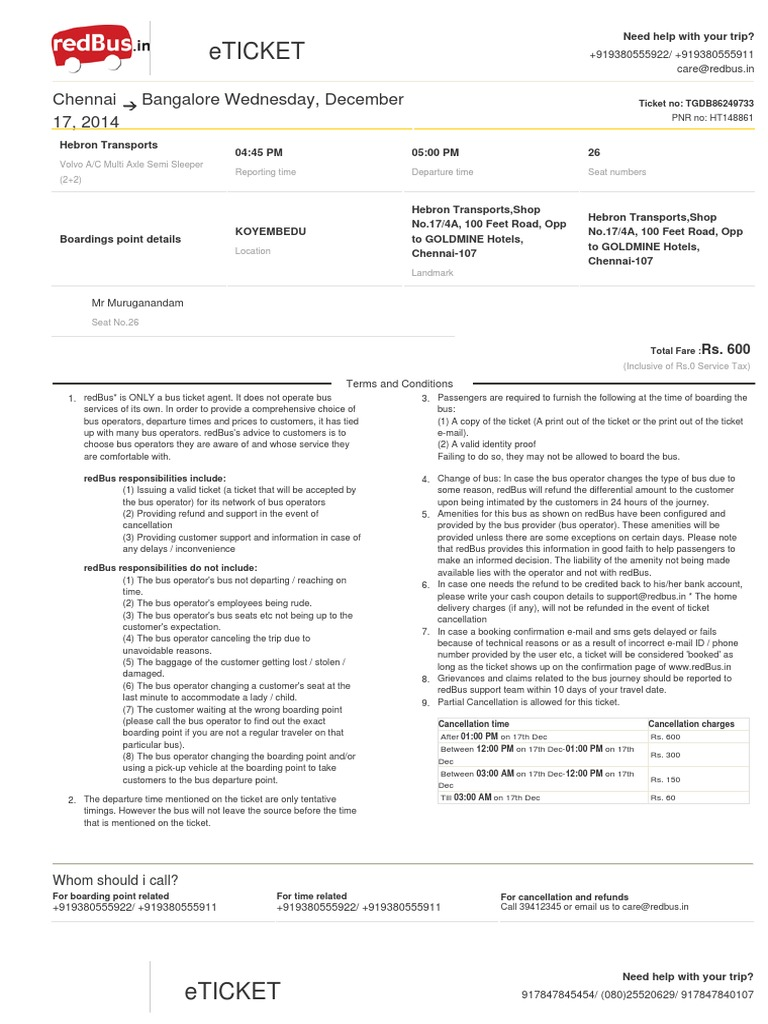 redBus.in
eTICKET
Need help with your trip?
+919380555922/ +919380555911
care@redbus.in
Chennai → Bangalore Wednesday, December
17, 2014
Ticket no: TGDB86249733
PNR no: HT148861
Hebron Transports
Volvo A/C Multi Axle Semi Sleeper
(2+2)
04:45 PM
Reporting time
05:00 PM
Departure time
26
Seat numbers
Boardings point details
KOYEMBEDU
Location
Hebron Transports,Shop
No.17/4A, 100 Feet Road, Opp
to GOLDMINE Hotels,
Chennai-107
Landmark
Hebron Transports,Shop
No.17/4A, 100 Feet Road, Opp
to GOLDMINE Hotels,
Chennai-107
Mr Muruganandam
Seat No.26
Total Fare :Rs. 600
(Inclusive of Rs.0 Service Tax)
Terms and Conditions
1. redBus* is ONLY a bus ticket agent. It does not operate bus
services of its own. In order to provide a comprehensive choice of
bus operators, departure times and prices to customers, it has tied
up with many bus operators. redBus's advice to customers is to
choose bus operators they are aware of and whose service they
are comfortable with.
redBus responsibilities include:
(1) Issuing a valid ticket (a ticket that will be accepted by
the bus operator) for its network of bus operators
(2) Providing refund and support in the event of
cancellation
(3) Providing customer support and information in case of
any delays / inconvenience
redBus responsibilities do not include:
(1) The bus operator's bus not departing / reaching on
time.
(2) The bus operator's employees being rude.
(3) The bus operator's bus seats etc not being up to the
customer's expectation.
(4) The bus operator canceling the trip due to
unavoidable reasons.
(5) The baggage of the customer getting lost / stolen /
damaged.
(6) The bus operator changing a customer's seat at the
last minute to accommodate a lady / child.
(7) The customer waiting at the wrong boarding point
(please call the bus operator to find out the exact
boarding point if you are not a regular traveler on that
particular bus).
(8) The bus operator changing the boarding point and/or
using a pick-up vehicle at the boarding point to take
customers to the bus departure point.
2. The departure time mentioned on the ticket are only tentative
timings. However the bus will not leave the source before the time
that is mentioned on the ticket.
3. Passengers are required to furnish the following at the time of boarding the
bus:
(1) A copy of the ticket (A print out of the ticket or the print out of the ticket
e-mail).
(2) A valid identity proof
Failing to do so, they may not be allowed to board the bus.
4. Change of bus: In case the bus operator changes the type of bus due to
some reason, redBus will refund the differential amount to the customer
upon being intimated by the customers in 24 hours of the journey.
5. Amenities for this bus as shown on redBus have been configured and
provided by the bus provider (bus operator). These amenities will be
provided unless there are some exceptions on certain days. Please note
that redBus provides this information in good faith to help passengers to
make an informed decision. The liability of the amenity not being made
available lies with the operator and not with redBus.
6. In case one needs the refund to be credited back to his/her bank account,
please write your cash coupon details to support@redbus.in * The home
delivery charges (if any), will not be refunded in the event of ticket
cancellation
7. In case a booking confirmation e-mail and sms gets delayed or fails
because of technical reasons or as a result of incorrect e-mail ID / phone
number provided by the user etc, a ticket will be considered 'booked' as
long as the ticket shows up on the confirmation page of www.redBus.in
8. Grievances and claims related to the bus journey should be reported to
redBus support team within 10 days of your travel date.
9. Partial Cancellation is allowed for this ticket.
Cancellation time Cancellation charges
After 01:00 PM on 17th Dec Rs. 600
Between 12:00 PM on 17th Dec-01:00 PM on 17th
Dec Rs. 300
Between 03:00 AM on 17th Dec-12:00 PM on 17th
Dec Rs. 150
Till 03:00 AM on 17th Dec Rs. 60
Whom should i call?
For boarding point related
+919380555922/ +919380555911
For time related
+919380555922/ +919380555911
For cancellation and refunds
Call 39412345 or email us to care@redbus.in
eTICKET
Need help with your trip?
917847845454/ (080)25520629/ 917847840107